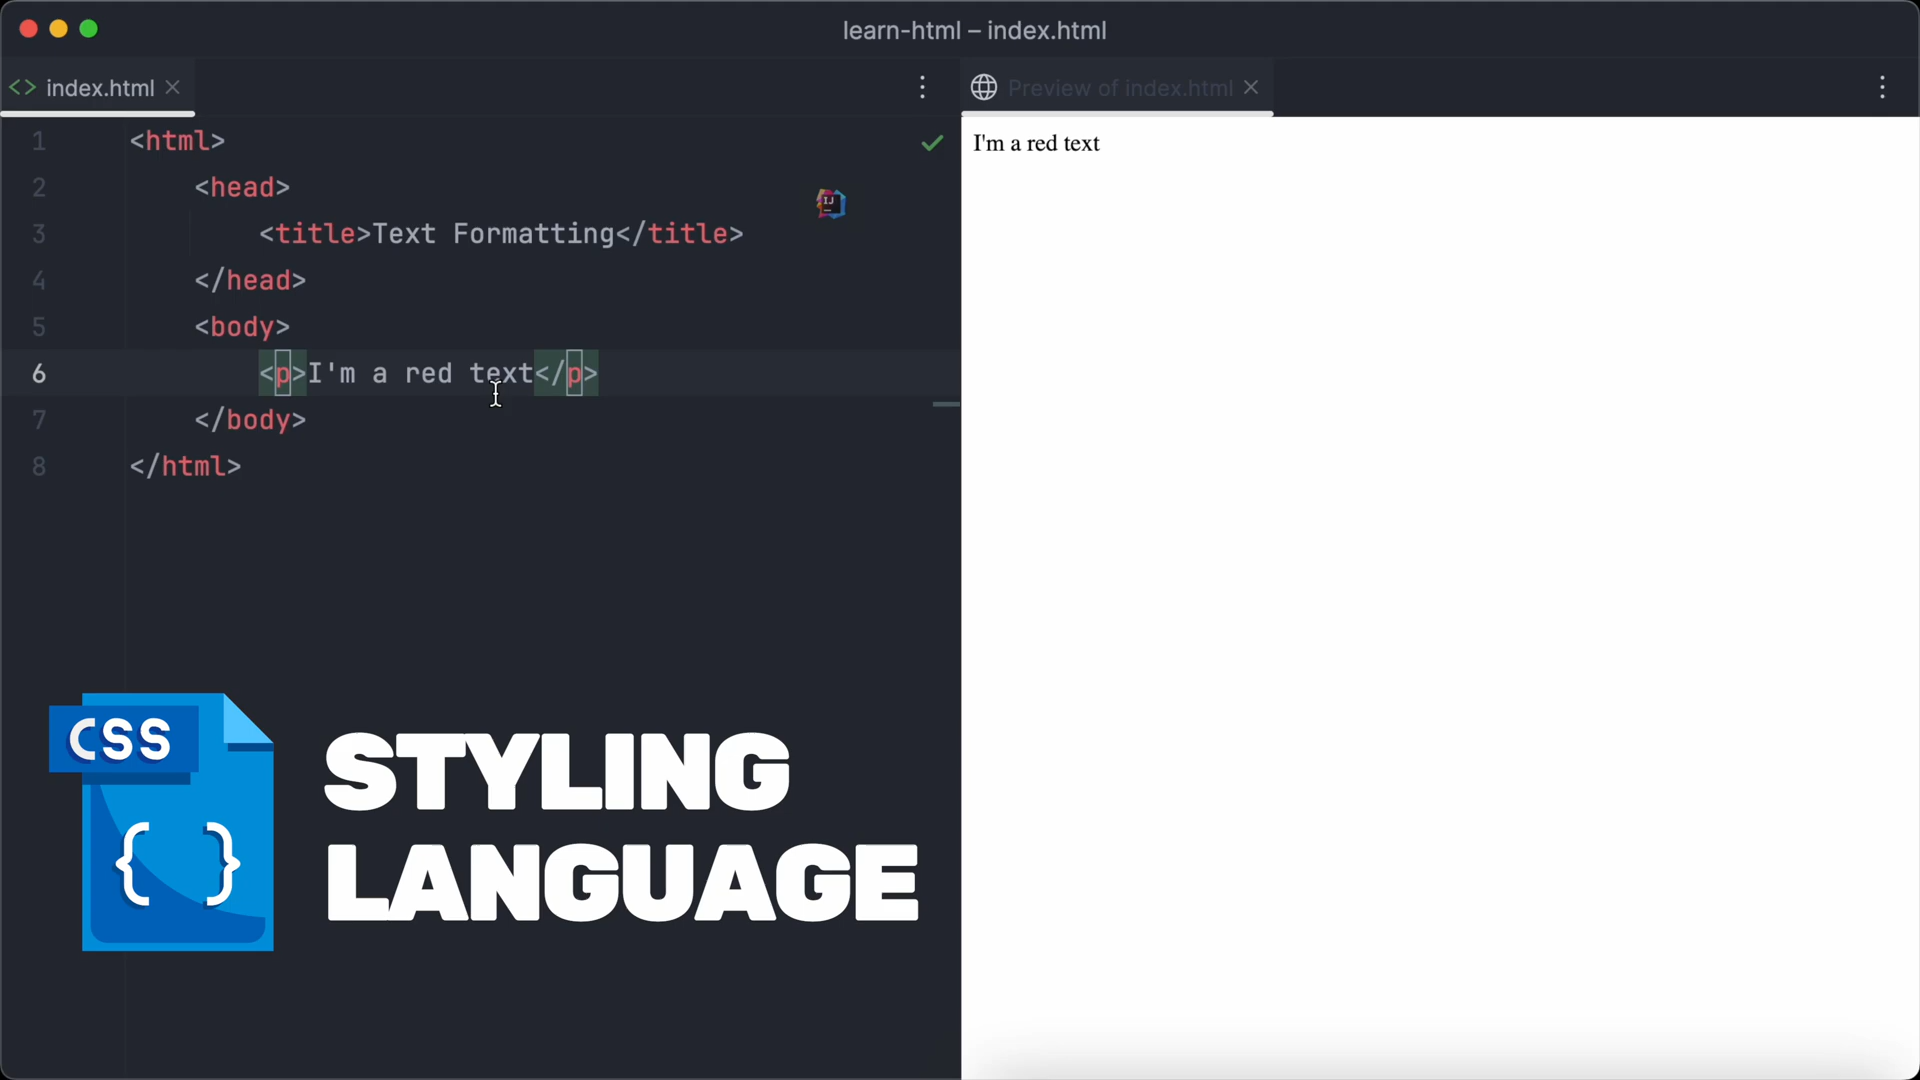 learn-html – index.html
<> index.html
Preview of index.html
1 <html>
2 <head>
3 <title>Text Formatting</title>
4 </head>
5 <body>
6 <p>I'm a red text</p>
7 </body>
8 </html>
IJ
I'm a red text
CSS
{ }
STYLING
LANGUAGE